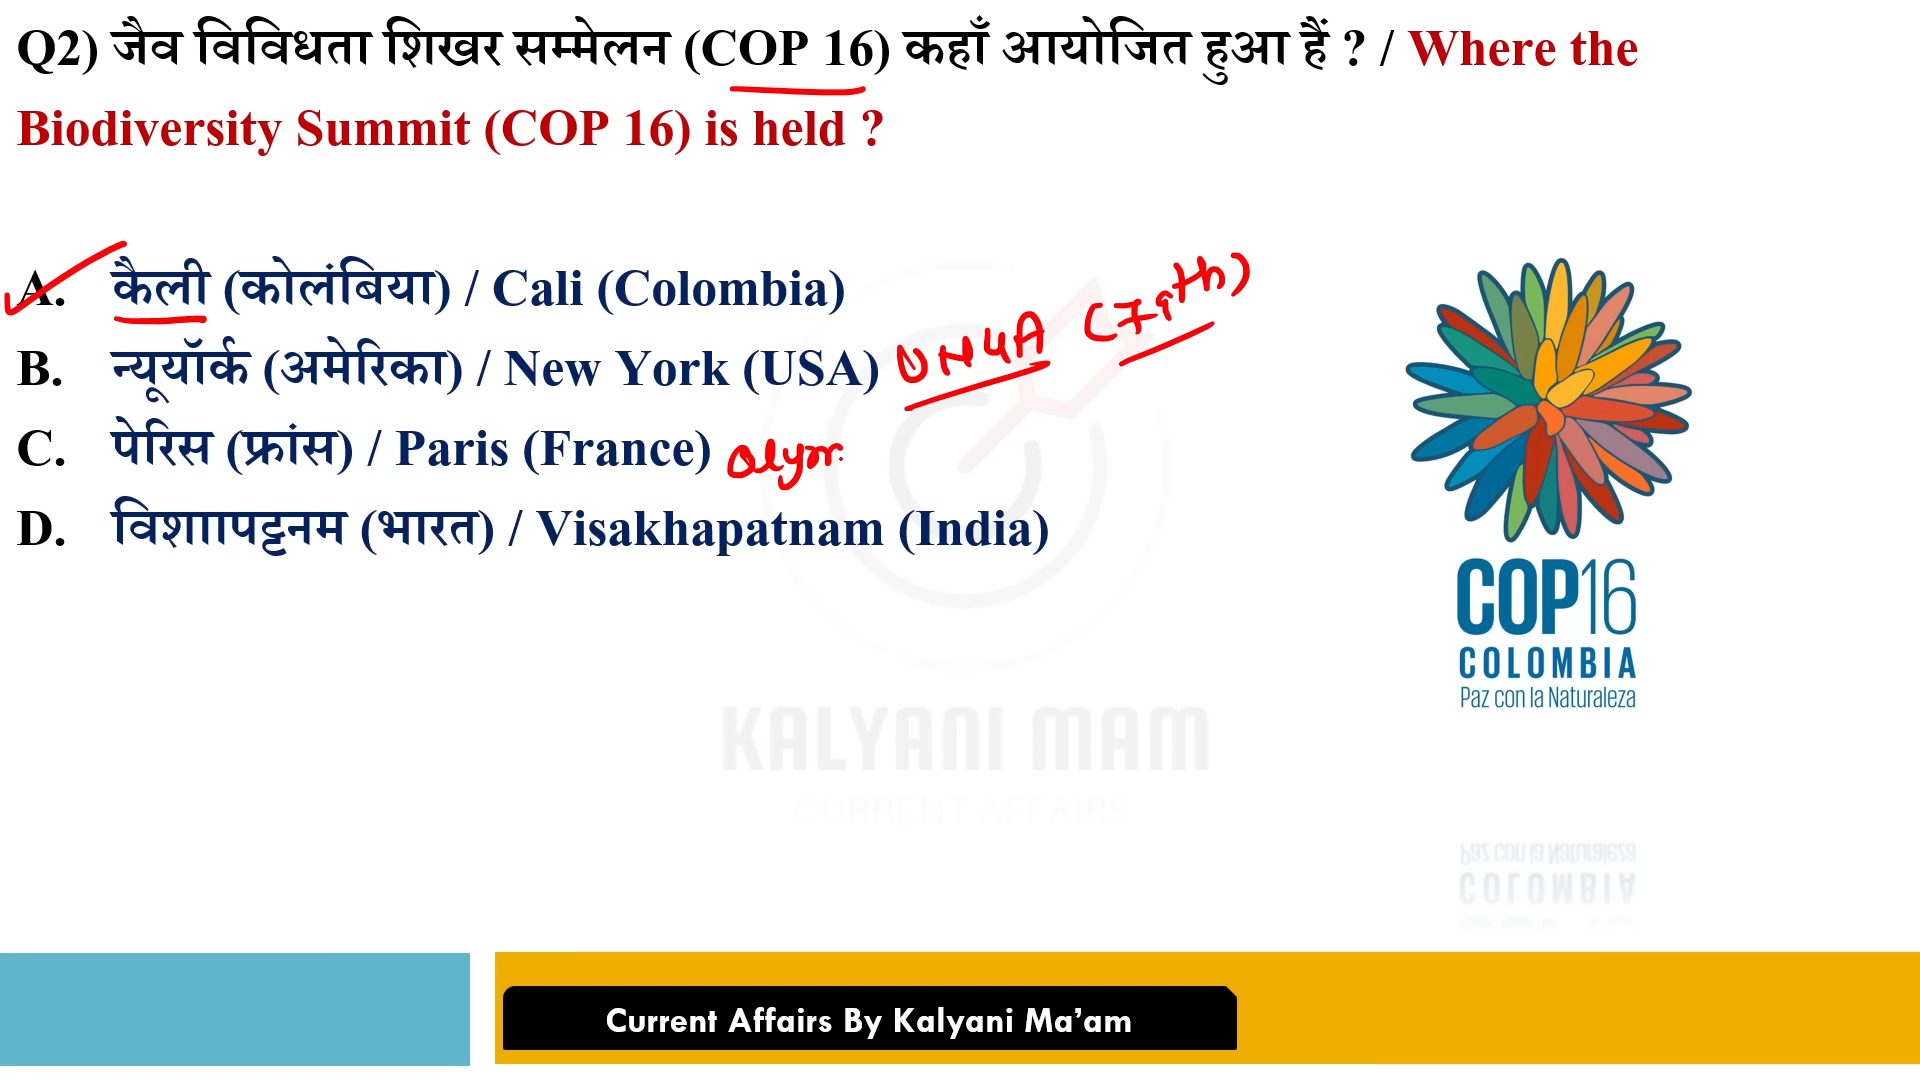 Q2) जैव विविधता शिखर सम्मेलन (COP 16) कहाँ आयोजित हुआ हैं ? / Where the
Biodiversity Summit (COP 16) is held ?
A. कैली (कोलंबिया) / Cali (Colombia)
B. न्यूयॉर्क (अमेरिका) / New York (USA)
C. पेरिस (फ्रांस) / Paris (France)
D. विशाापट्टनम (भारत) / Visakhapatnam (India)
COP16
COLOMBIA
Paz con la Naturaleza
KALYANI MAM
CURRENT AFFAIRS
Current Affairs By Kalyani Ma’am